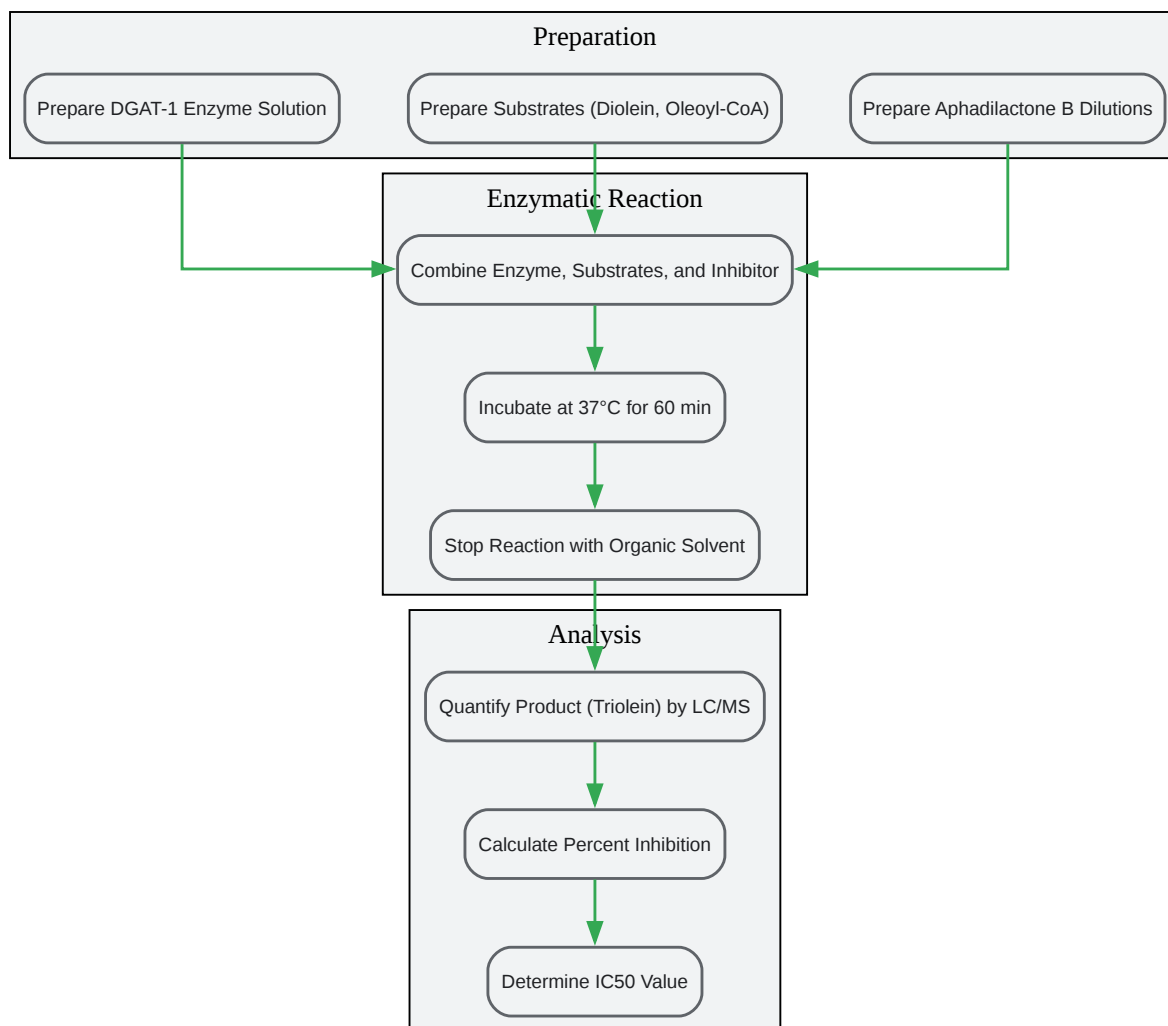 Preparation
Prepare DGAT-1 Enzyme Solution
Prepare Substrates (Diolein, Oleoyl-CoA)
Prepare Aphadilactone B Dilutions
Enzymatic Reaction
Combine Enzyme, Substrates, and Inhibitor
Incubate at 37°C for 60 min
Stop Reaction with Organic Solvent
Analysis
Quantify Product (Triolein) by LC/MS
Calculate Percent Inhibition
Determine IC50 Value